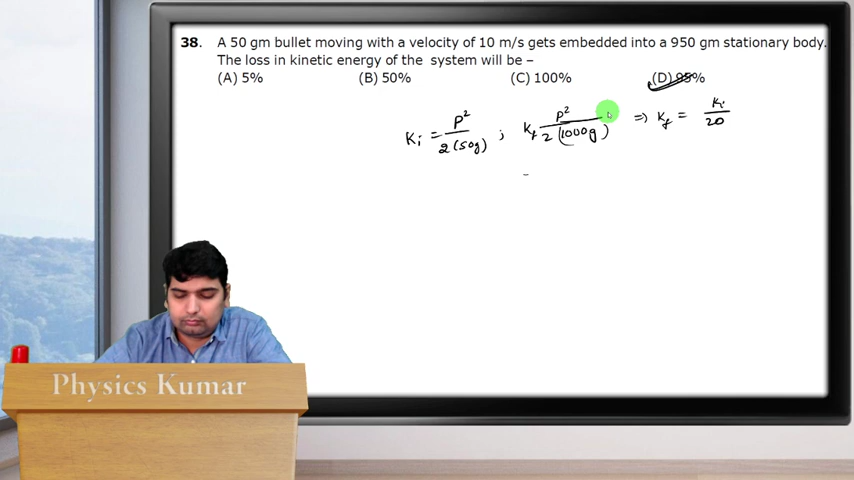 38. A 50 gm bullet moving with a velocity of 10 m/s gets embedded into a 950 gm stationary body.
The loss in kinetic energy of the system will be –
(A) 5% (B) 50% (C) 100% (D) 95%
Ki = P²/2(50g) ; Kf P²/2(1000g) ⇒ Kf = Ki/20
Physics Kumar